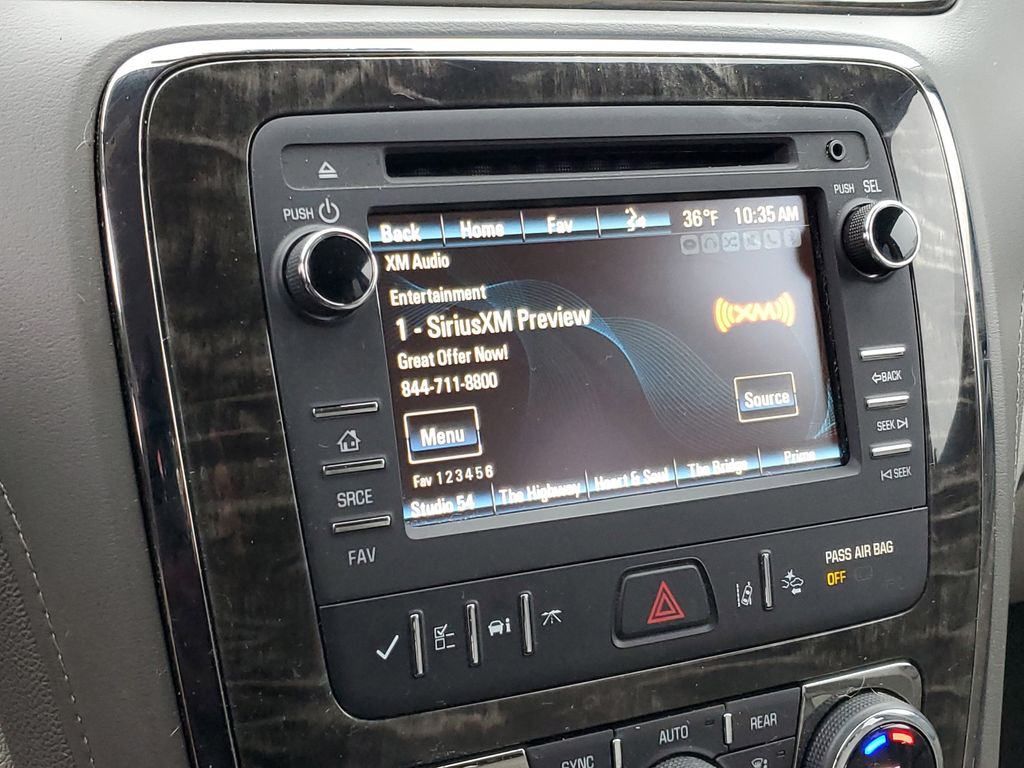 PUSH
PUSH SEL
Back Home Fav 36°F 10:35 AM
XM Audio
Entertainment
1 - SiriusXM Preview
XM
Great Offer Now!
844-711-8800
Menu
Source
Fav 1 2 3 4 5 6
Studio 54 The Highway Heart & Soul The Bridge Prime
SRCE
FAV
BACK
SEEK
SEEK
PASS AIR BAG
OFF
SYNC AUTO REAR